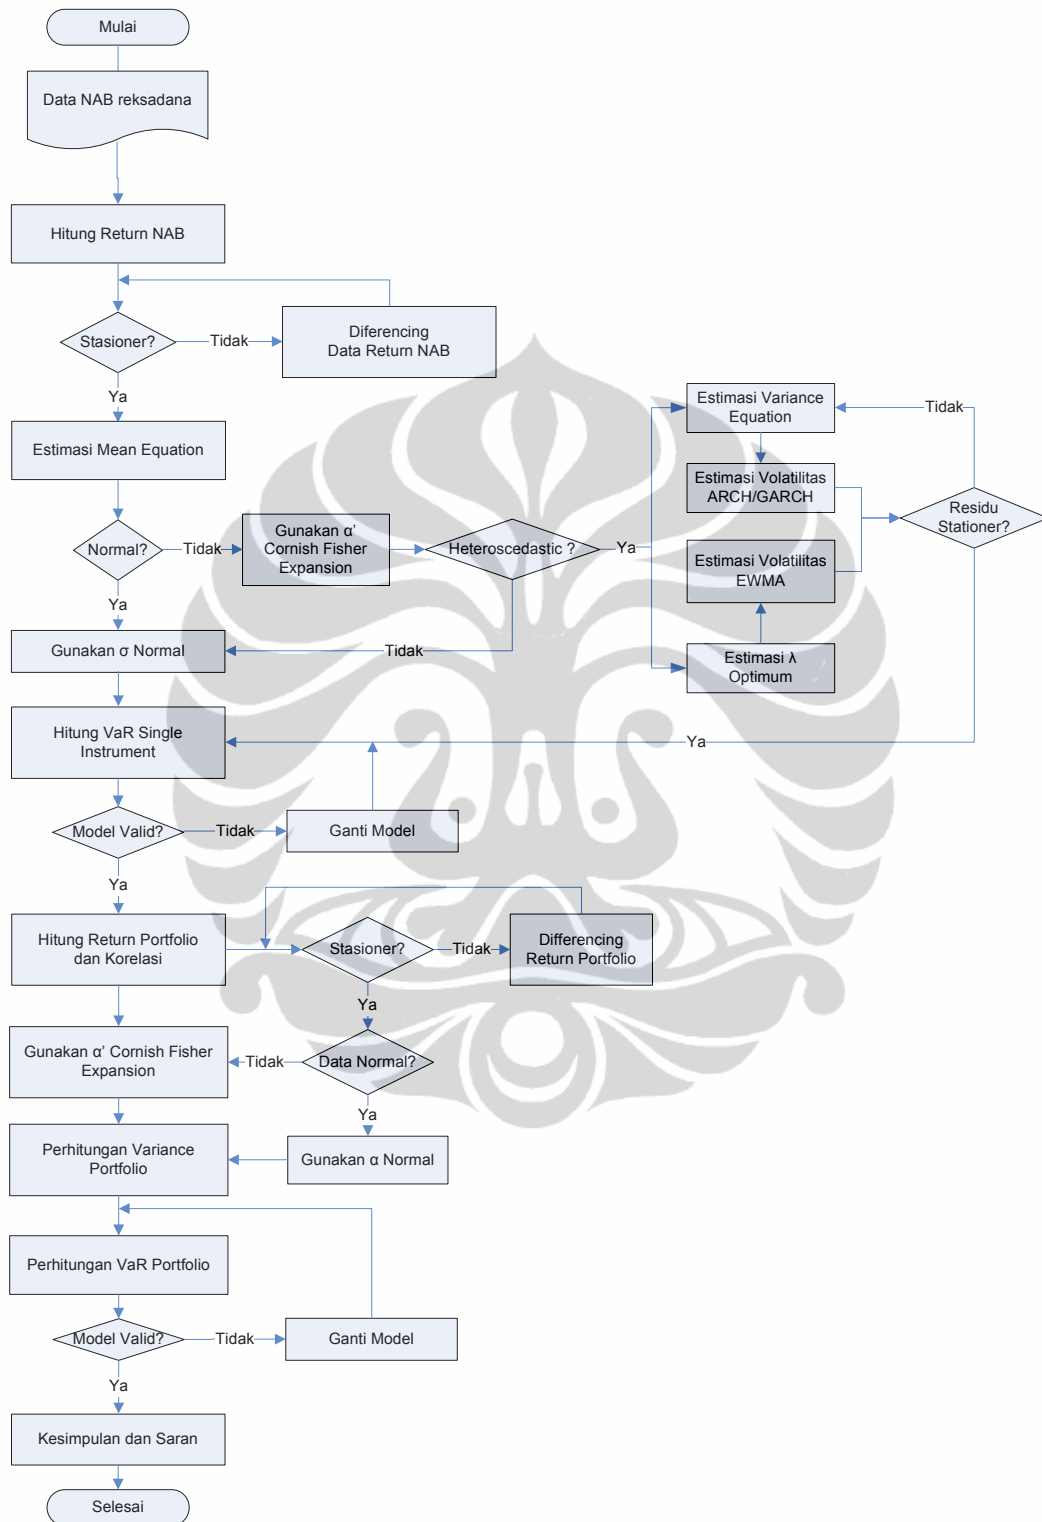 Mulai
Data NAB reksadana
Hitung Return NAB
Stasioner?
Tidak
Diferencing
Data Return NAB
Ya
Estimasi Mean Equation
Normal?
Tidak
Gunakan α’
Cornish Fisher
Expansion
Heteroscedastic ?
Ya
Estimasi Variance
Equation
Tidak
Estimasi Volatilitas
ARCH/GARCH
Residu
Stationer?
Estimasi Volatilitas
EWMA
Estimasi λ
Optimum
Ya
Gunakan σ Normal
Tidak
Hitung VaR Single
Instrument
Ya
Model Valid?
Tidak
Ganti Model
Ya
Hitung Return Portfolio
dan Korelasi
Stasioner?
Tidak
Differencing
Return Portfolio
Ya
Gunakan α’ Cornish Fisher
Expansion
Tidak
Data Normal?
Ya
Perhitungan Variance
Portfolio
Gunakan α Normal
Perhitungan VaR Portfolio
Model Valid?
Tidak
Ganti Model
Ya
Kesimpulan dan Saran
Selesai